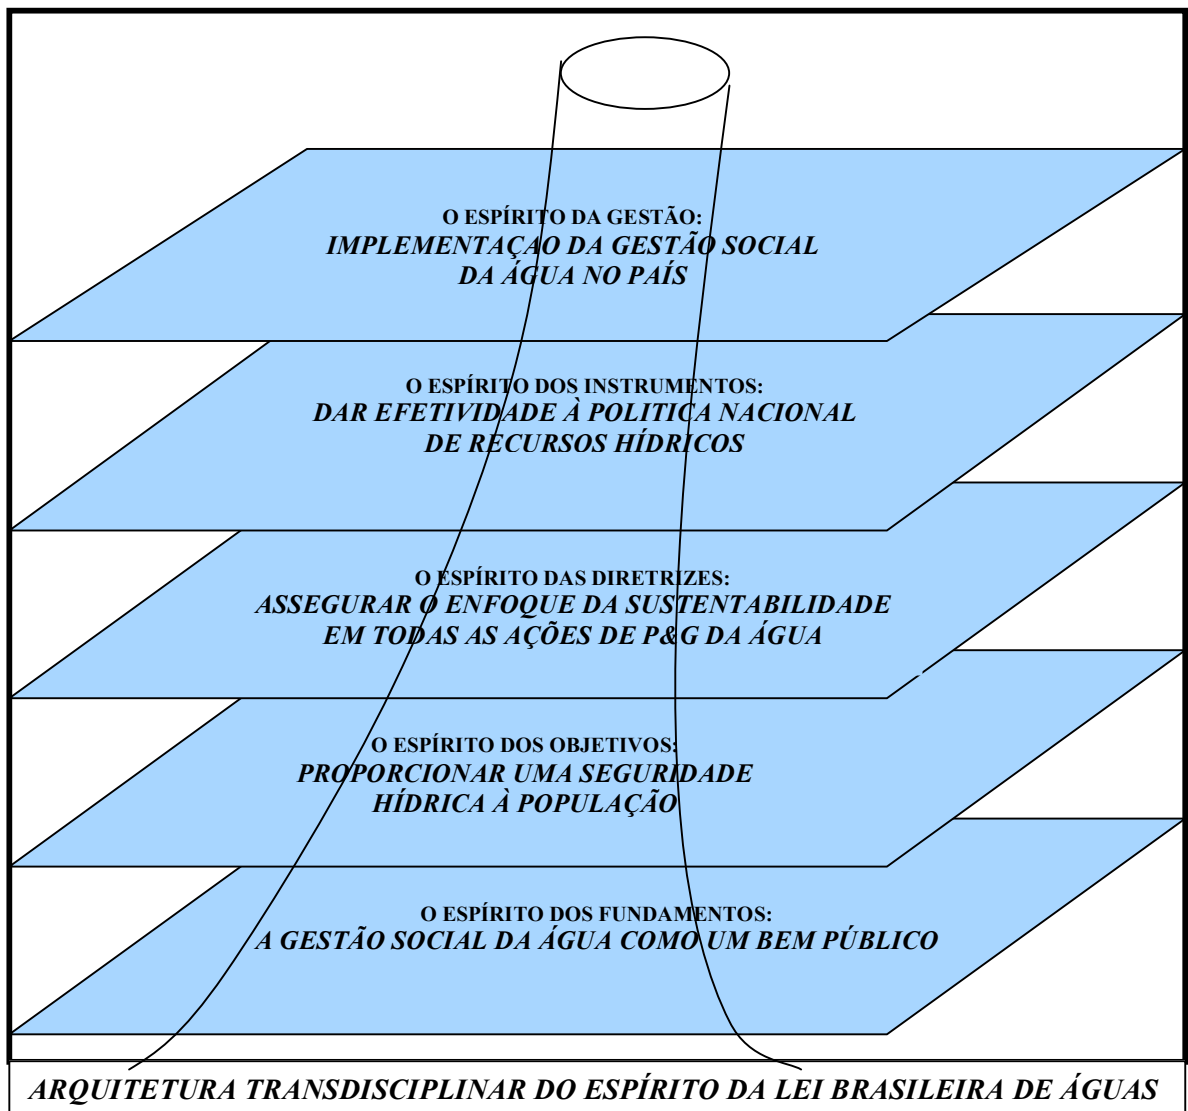 O ESPÍRITO DA GESTÃO:
IMPLEMENTAÇAO DA GESTÃO SOCIAL
DA ÁGUA NO PAÍS
O ESPÍRITO DOS INSTRUMENTOS:
DAR EFETIVIDADE À POLITICA NACIONAL
DE RECURSOS HÍDRICOS
O ESPÍRITO DAS DIRETRIZES:
ASSEGURAR O ENFOQUE DA SUSTENTABILIDADE
EM TODAS AS AÇÕES DE P&G DA ÁGUA
O ESPÍRITO DOS OBJETIVOS:
PROPORCIONAR UMA SEGURIDADE
HÍDRICA À POPULAÇÃO
O ESPÍRITO DOS FUNDAMENTOS:
A GESTÃO SOCIAL DA ÁGUA COMO UM BEM PÚBLICO
ARQUITETURA TRANSDISCIPLINAR DO ESPÍRITO DA LEI BRASILEIRA DE ÁGUAS